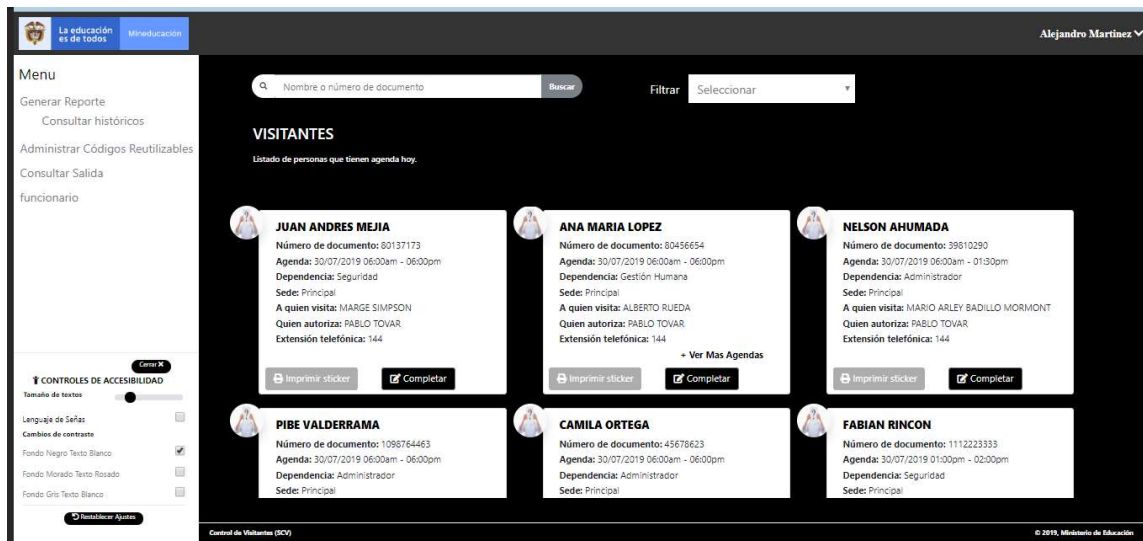 La educación
es de todos
Mineducación
Alejandro Martinez
Menu
Generar Reporte
Consultar históricos
Administrar Códigos Reutilizables
Consultar Salida
funcionario
Nombre o número de documento
Buscar
Filtrar
Seleccionar
VISITANTES
Listado de personas que tienen agenda hoy.
JUAN ANDRES MEJIA
Número de documento: 80137173
Agenda: 30/07/2019 06:00am - 06:00pm
Dependencia: Seguridad
Sede: Principal
A quien visita: MARGE SIMPSON
Quien autoriza: PABLO TOVAR
Extensión telefónica: 144
Imprimir sticker
Completar
ANA MARIA LOPEZ
Número de documento: 80456654
Agenda: 30/07/2019 06:00am - 06:00pm
Dependencia: Gestión Humana
Sede: Principal
A quien visita: ALBERTO RUEDA
Quien autoriza: PABLO TOVAR
Extensión telefónica: 144
+ Ver Mas Agendas
Imprimir sticker
Completar
NELSON AHUMADA
Número de documento: 39810290
Agenda: 30/07/2019 06:00am - 01:30pm
Dependencia: Administrador
Sede: Principal
A quien visita: MARIO ARLEY BADILLO MORMONT
Quien autoriza: PABLO TOVAR
Extensión telefónica: 144
Imprimir sticker
Completar
PIBE VALDERRAMA
Número de documento: 1098764463
Agenda: 30/07/2019 06:00am - 06:00pm
Dependencia: Administrador
Sede: Principal
CAMILA ORTEGA
Número de documento: 45678623
Agenda: 30/07/2019 06:00am - 06:00pm
Dependencia: Administrador
Sede: Principal
FABIAN RINCON
Número de documento: 1112223333
Agenda: 30/07/2019 01:00pm - 02:00pm
Dependencia: Seguridad
Sede: Principal
Cerrar X
CONTROLES DE ACCESIBILIDAD
Tamaño de textos
Lenguaje de Señas
Cambios de contraste
Fondo Negro Texto Blanco
Fondo Morado Texto Rosado
Fondo Gris Texto Blanco
Restablecer Ajustes
Control de Visitantes (SCV)
© 2019, Ministerio de Educación